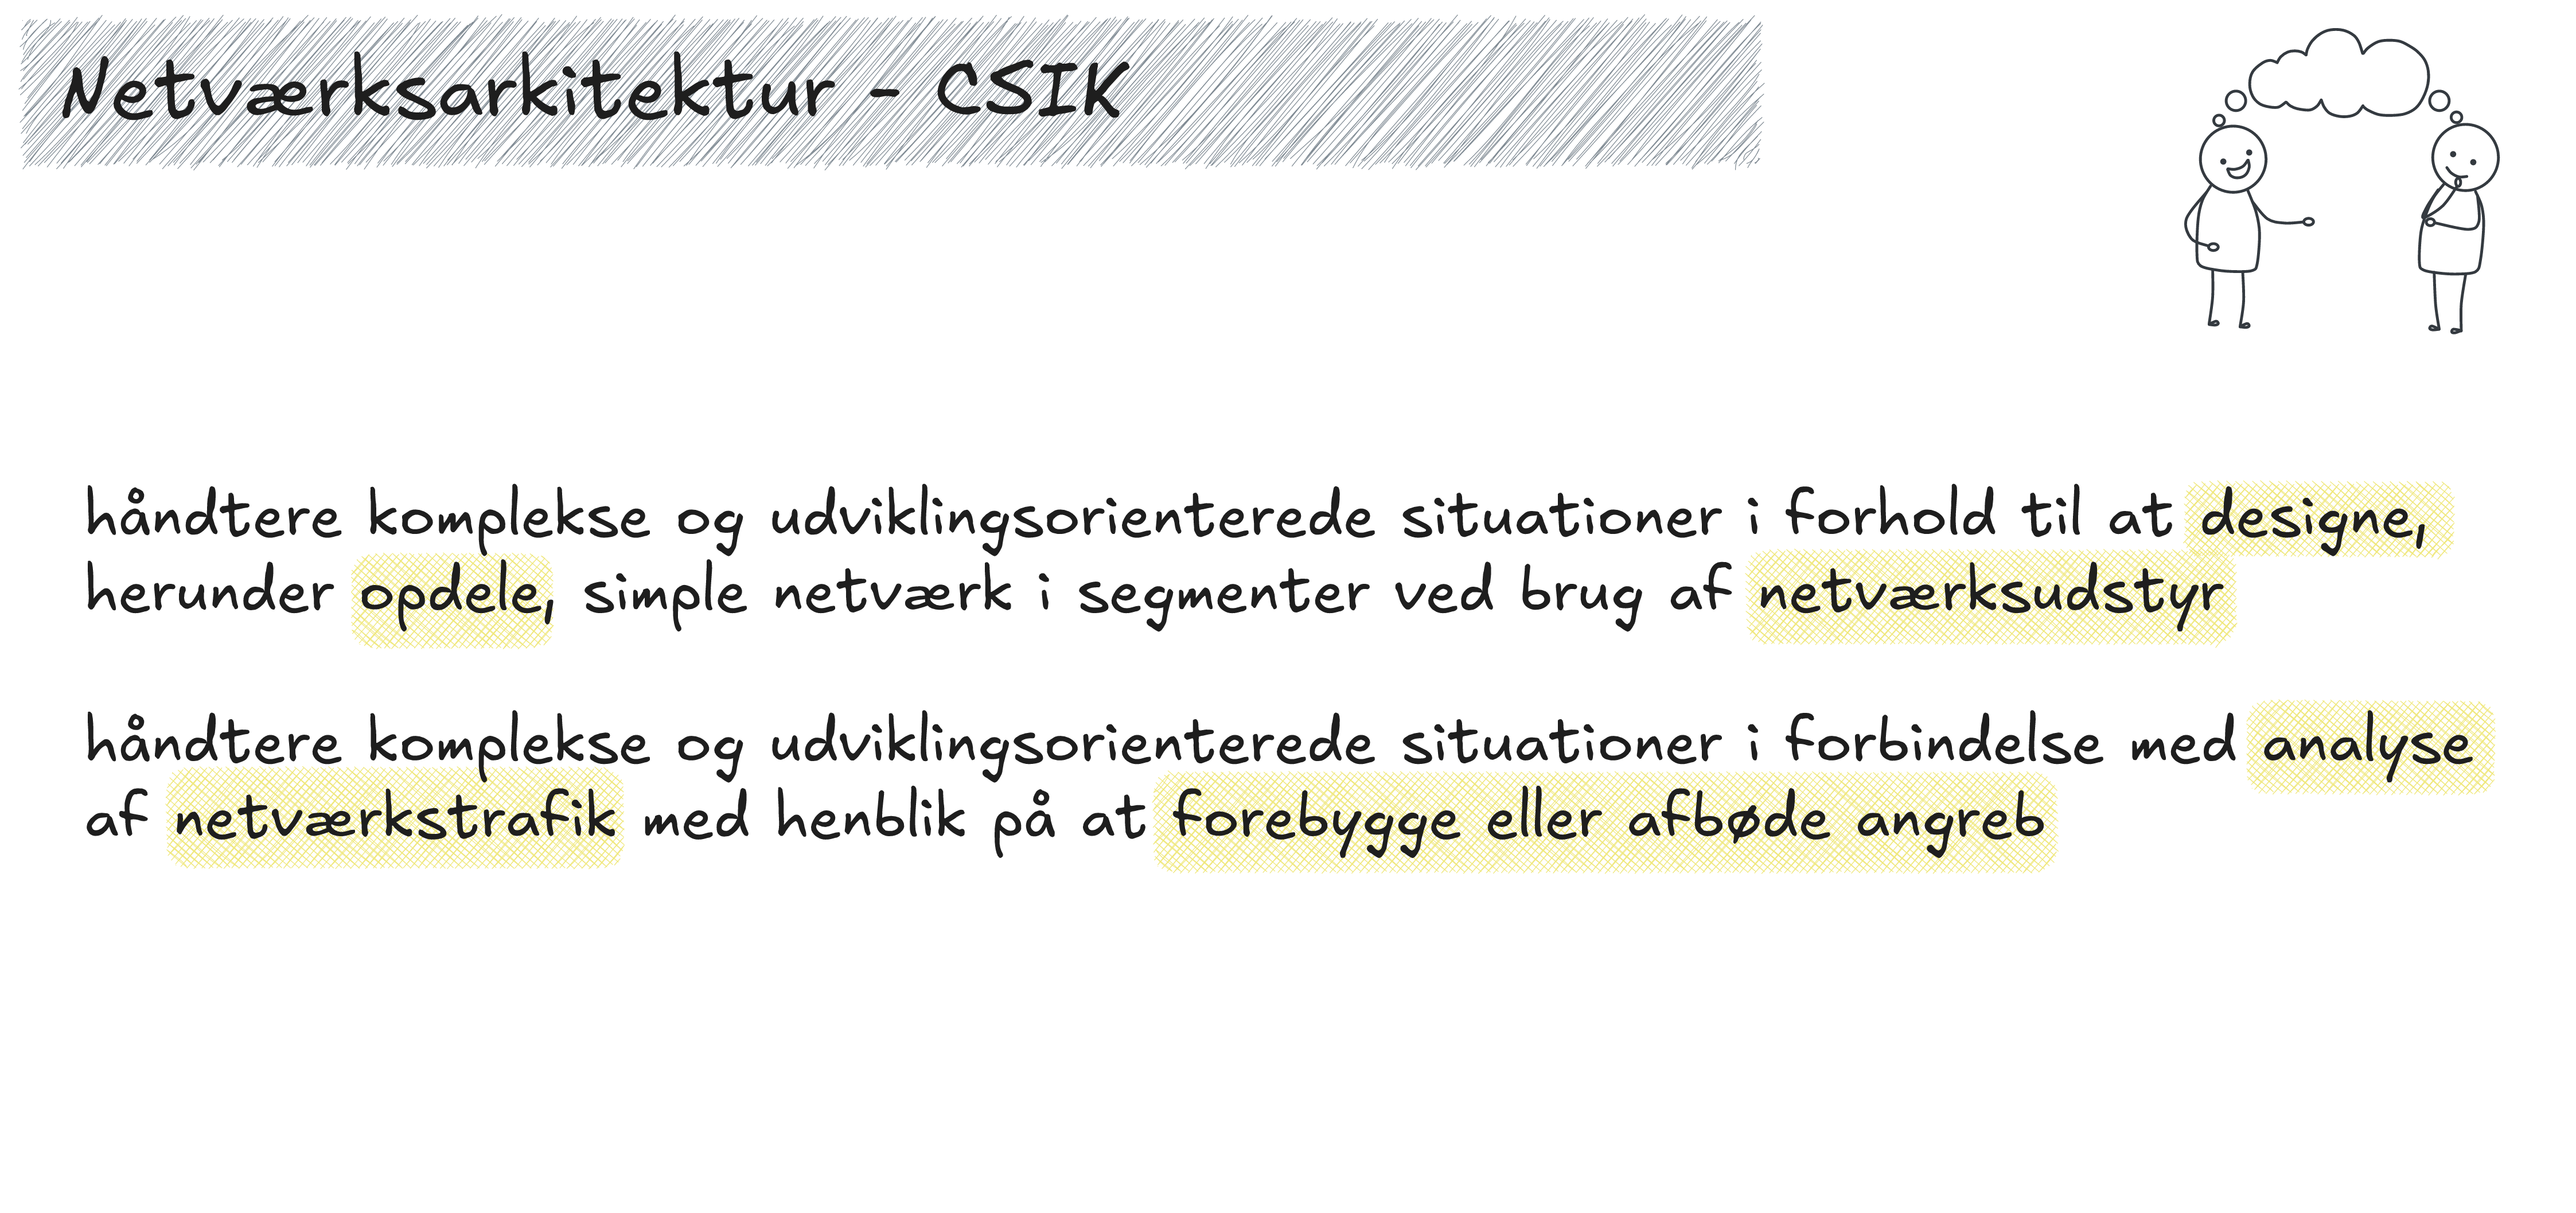 Netværksarkitektur - CSIK
håndtere komplekse og udviklingsorienterede situationer i forhold til at designe,
herunder opdele, simple netværk i segmenter ved brug af netværksudstyr
håndtere komplekse og udviklingsorienterede situationer i forbindelse med analyse
af netværkstrafik med henblik på at forebygge eller afbøde angreb